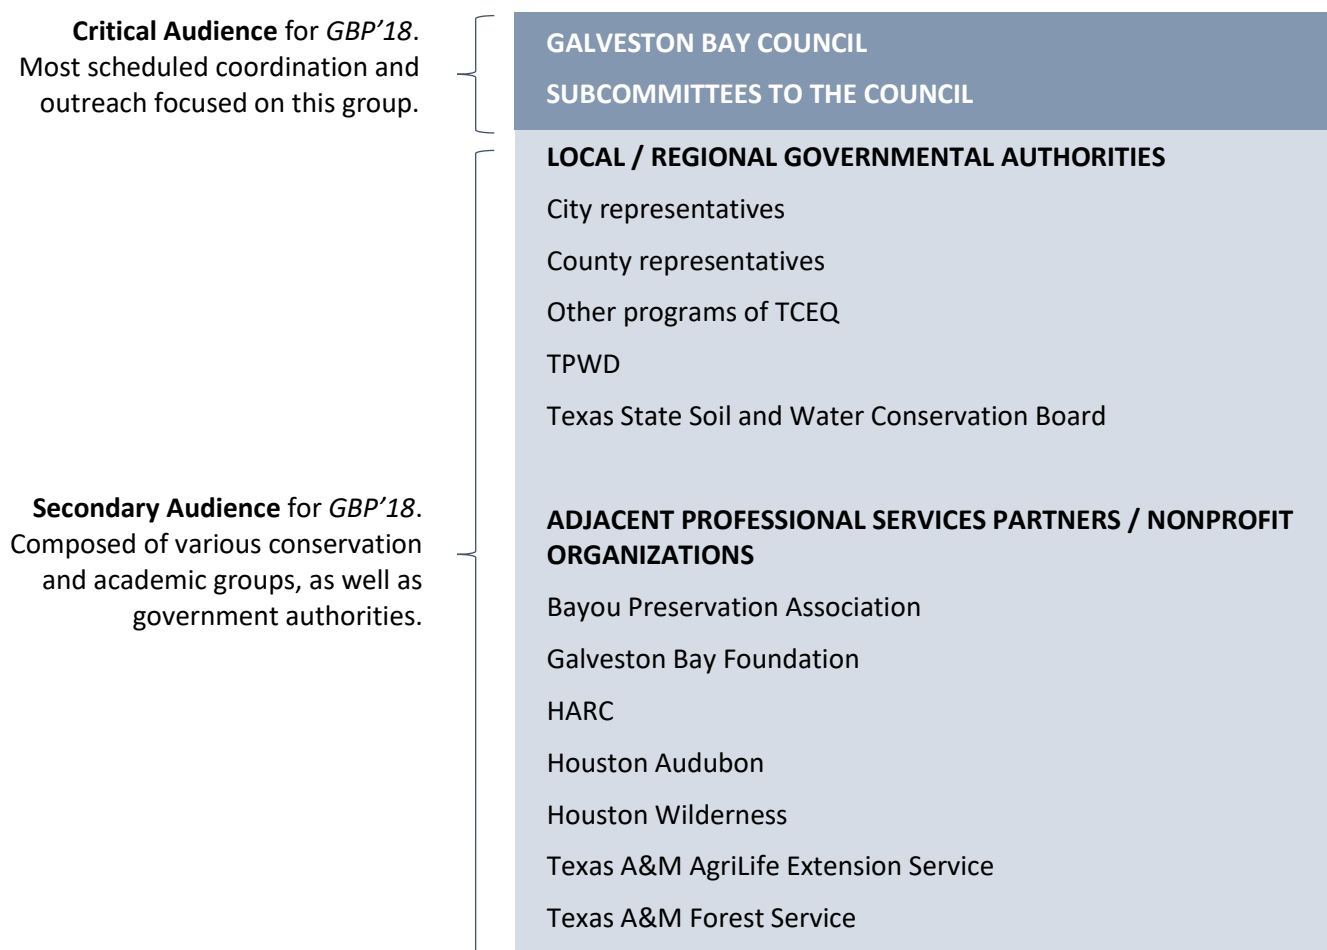 Critical Audience for GBP'18.
Most scheduled coordination and
outreach focused on this group.
GALVESTON BAY COUNCIL
SUBCOMMITTEES TO THE COUNCIL
LOCAL / REGIONAL GOVERNMENTAL AUTHORITIES
City representatives
County representatives
Other programs of TCEQ
TPWD
Texas State Soil and Water Conservation Board
Secondary Audience for GBP'18.
Composed of various conservation
and academic groups, as well as
government authorities.
ADJACENT PROFESSIONAL SERVICES PARTNERS / NONPROFIT
ORGANIZATIONS
Bayou Preservation Association
Galveston Bay Foundation
HARC
Houston Audubon
Houston Wilderness
Texas A&M AgriLife Extension Service
Texas A&M Forest Service